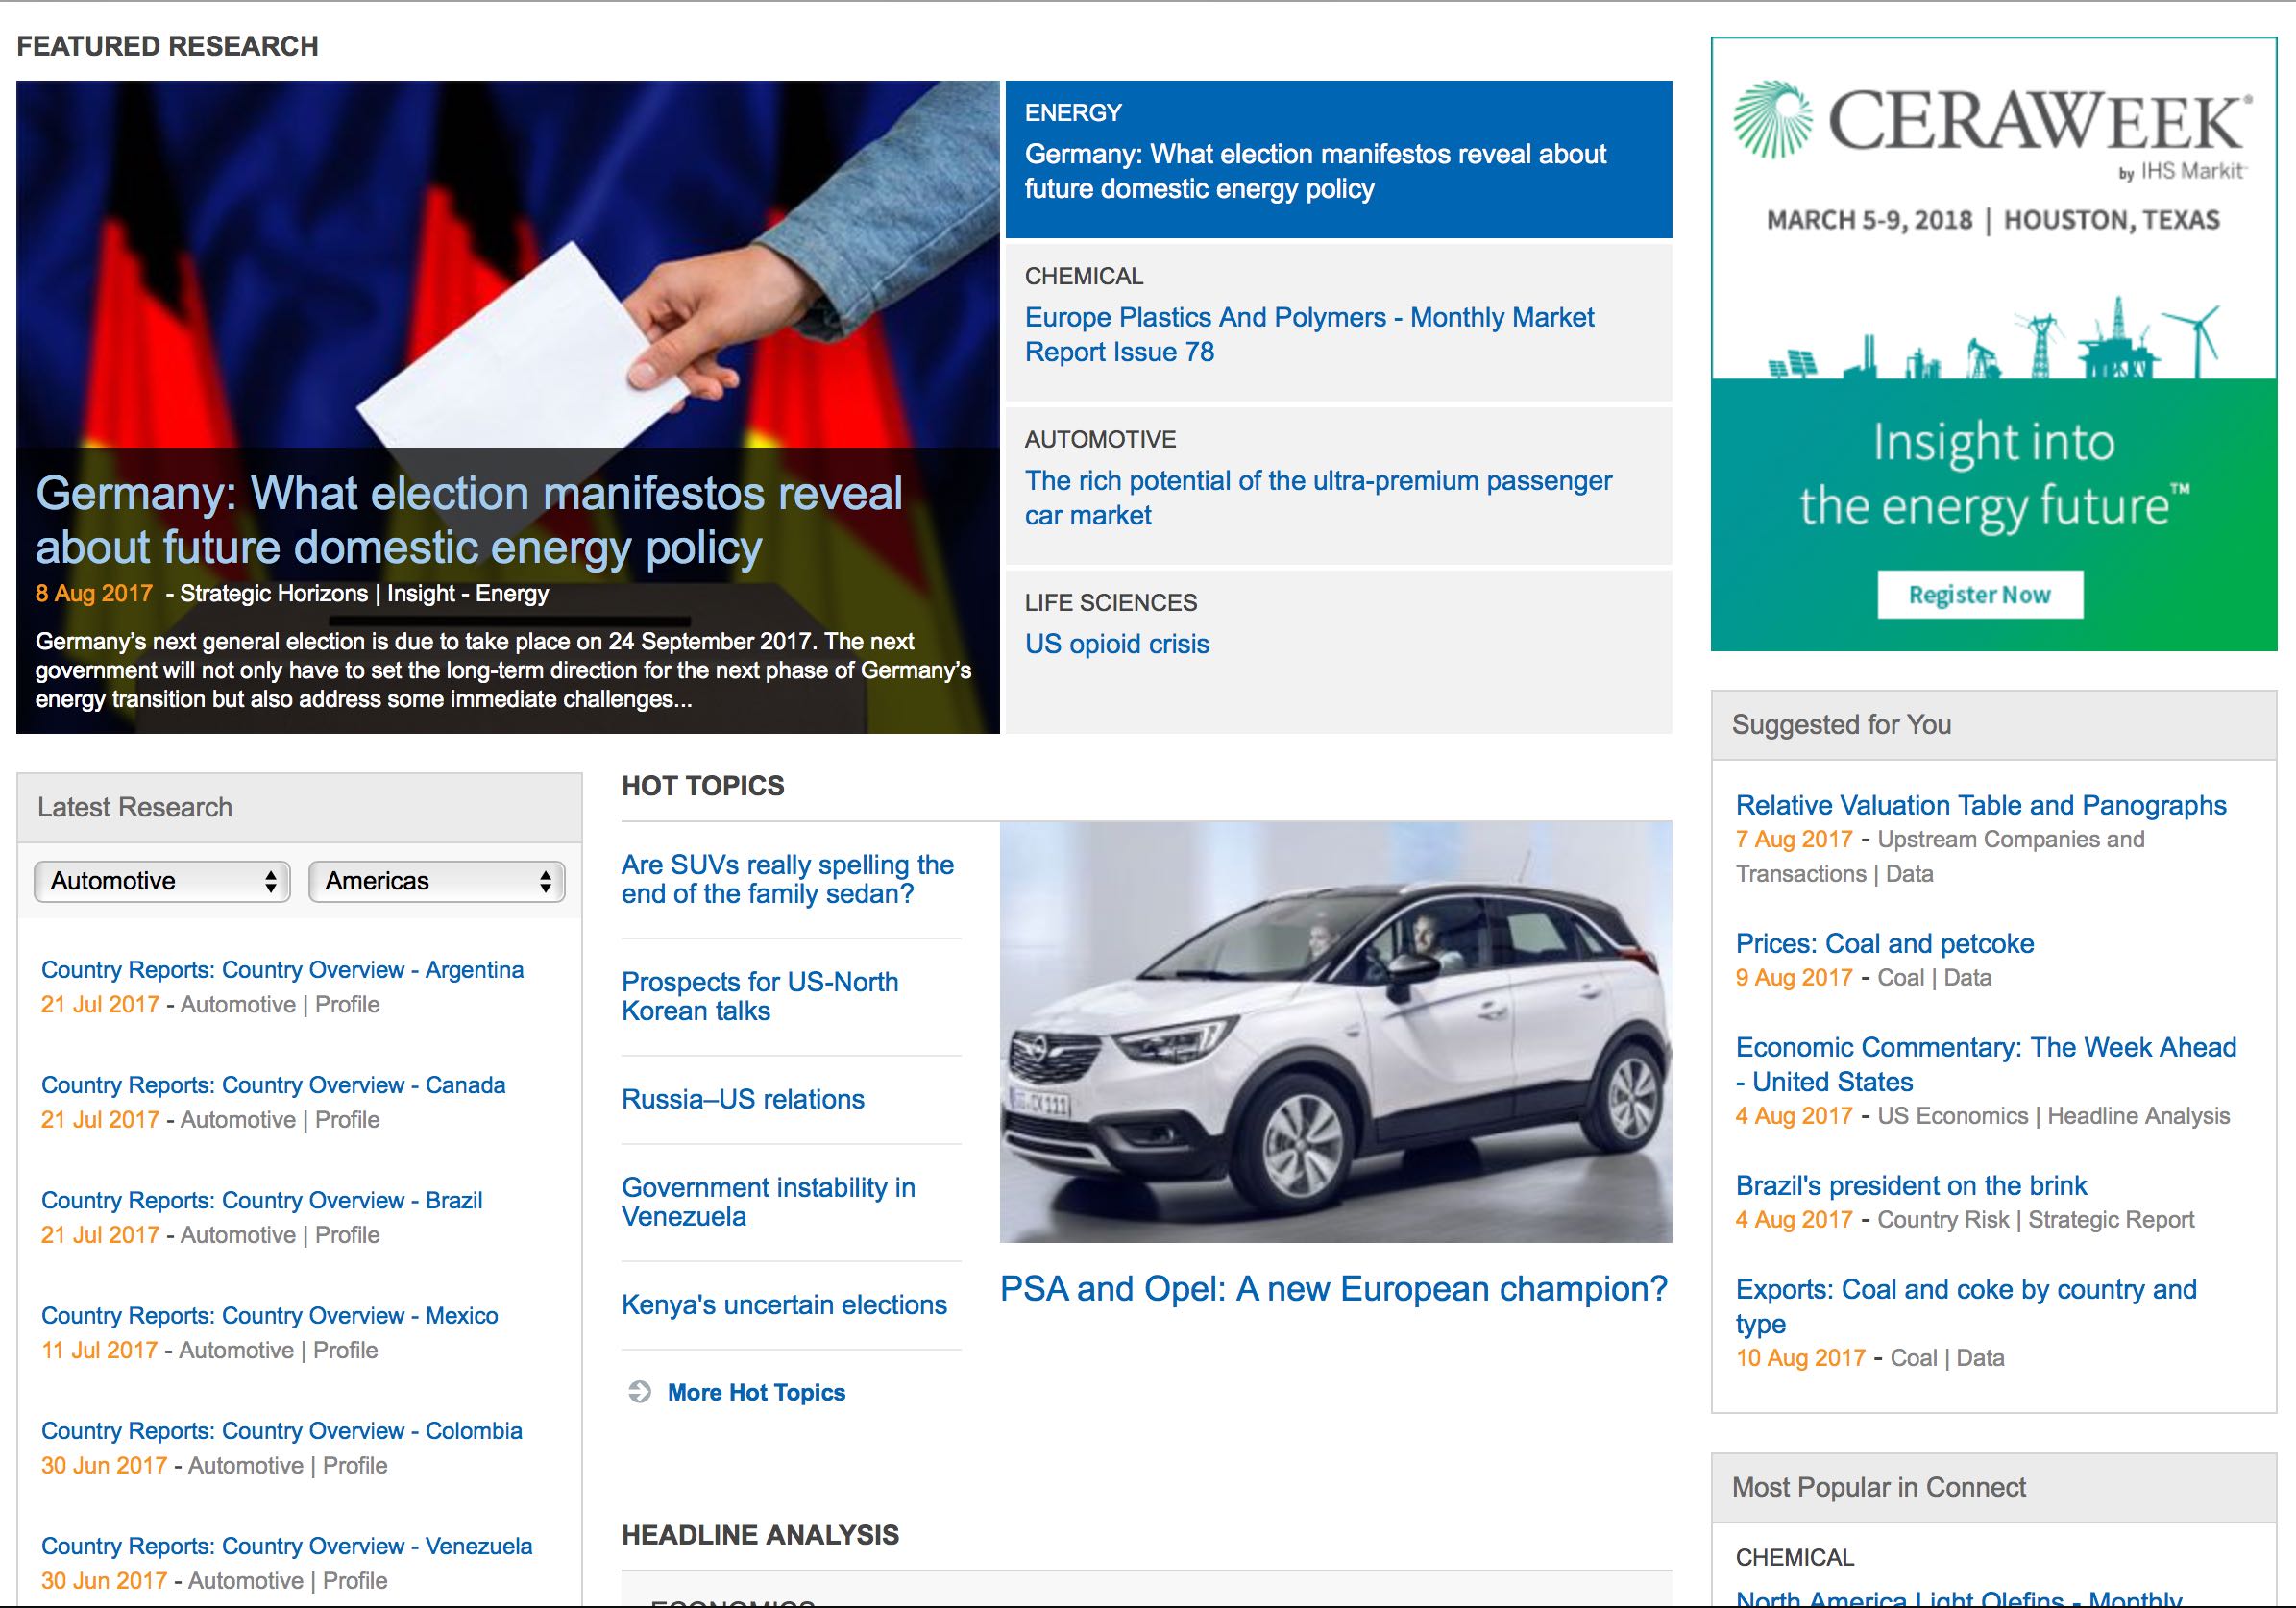 FEATURED RESEARCH
Germany: What election manifestos reveal
about future domestic energy policy
8 Aug 2017 - Strategic Horizons | Insight - Energy
Germany’s next general election is due to take place on 24 September 2017. The next
government will not only have to set the long-term direction for the next phase of Germany’s
energy transition but also address some immediate challenges...
ENERGY
Germany: What election manifestos reveal about
future domestic energy policy
CHEMICAL
Europe Plastics And Polymers - Monthly Market
Report Issue 78
AUTOMOTIVE
The rich potential of the ultra-premium passenger
car market
LIFE SCIENCES
US opioid crisis
CERAWEEK®
by IHS Markit
MARCH 5-9, 2018 | HOUSTON, TEXAS
Insight into
the energy future™
Register Now
Latest Research
Automotive
Americas
Country Reports: Country Overview - Argentina
21 Jul 2017 - Automotive | Profile
Country Reports: Country Overview - Canada
21 Jul 2017 - Automotive | Profile
Country Reports: Country Overview - Brazil
21 Jul 2017 - Automotive | Profile
Country Reports: Country Overview - Mexico
11 Jul 2017 - Automotive | Profile
Country Reports: Country Overview - Colombia
30 Jun 2017 - Automotive | Profile
Country Reports: Country Overview - Venezuela
30 Jun 2017 - Automotive | Profile
HOT TOPICS
Are SUVs really spelling the
end of the family sedan?
Prospects for US-North
Korean talks
Russia–US relations
Government instability in
Venezuela
Kenya's uncertain elections
More Hot Topics
PSA and Opel: A new European champion?
HEADLINE ANALYSIS
ECONOMICS
Suggested for You
Relative Valuation Table and Panographs
7 Aug 2017 - Upstream Companies and
Transactions | Data
Prices: Coal and petcoke
9 Aug 2017 - Coal | Data
Economic Commentary: The Week Ahead
- United States
4 Aug 2017 - US Economics | Headline Analysis
Brazil's president on the brink
4 Aug 2017 - Country Risk | Strategic Report
Exports: Coal and coke by country and
type
10 Aug 2017 - Coal | Data
Most Popular in Connect
CHEMICAL
North America Light Olefins - Monthly